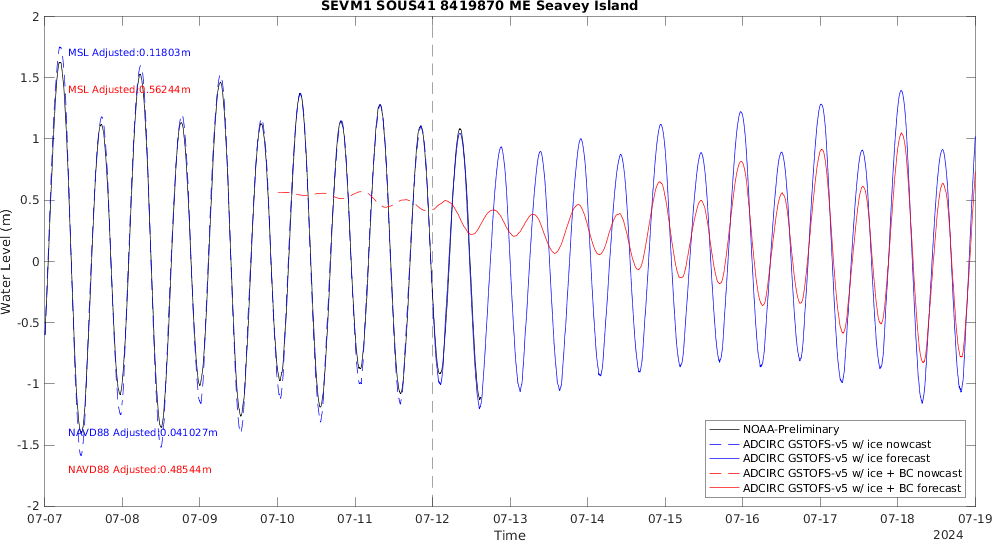 SEVM1 SOUS41 8419870 ME Seavey Island
MSL Adjusted:0.11803m
MSL Adjusted:0.56244m
NAVD88 Adjusted:0.041027m
NAVD88 Adjusted:0.48544m
Water Level (m)
2
1.5
1
0.5
0
-0.5
-1
-1.5
-2
NOAA-Preliminary
ADCIRC GSTOFS-v5 w/ ice nowcast
ADCIRC GSTOFS-v5 w/ ice forecast
ADCIRC GSTOFS-v5 w/ ice + BC nowcast
ADCIRC GSTOFS-v5 w/ ice + BC forecast
07-07 07-08 07-09 07-10 07-11 07-12 07-13 07-14 07-15 07-16 07-17 07-18 07-19
Time
2024